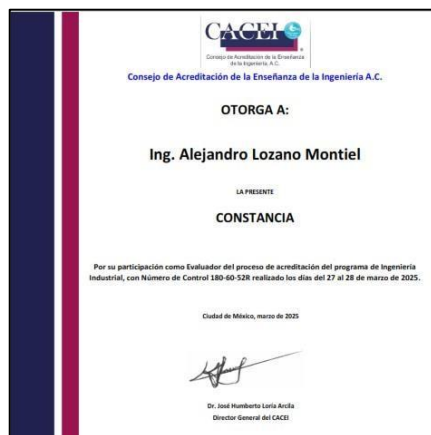 CACEI
Consejo de Acreditación de la Enseñanza
de la Ingeniería, A.C.
Consejo de Acreditación de la Enseñanza de la Ingeniería A.C.
OTORGA A:
Ing. Alejandro Lozano Montiel
LA PRESENTE
CONSTANCIA
Por su participación como Evaluador del proceso de acreditación del programa de Ingeniería
Industrial, con Número de Control 180-60-52R realizado los días del 27 al 28 de marzo de 2025.
Ciudad de México, marzo de 2025
Dr. José Humberto Loria Arcila
Director General del CACEI